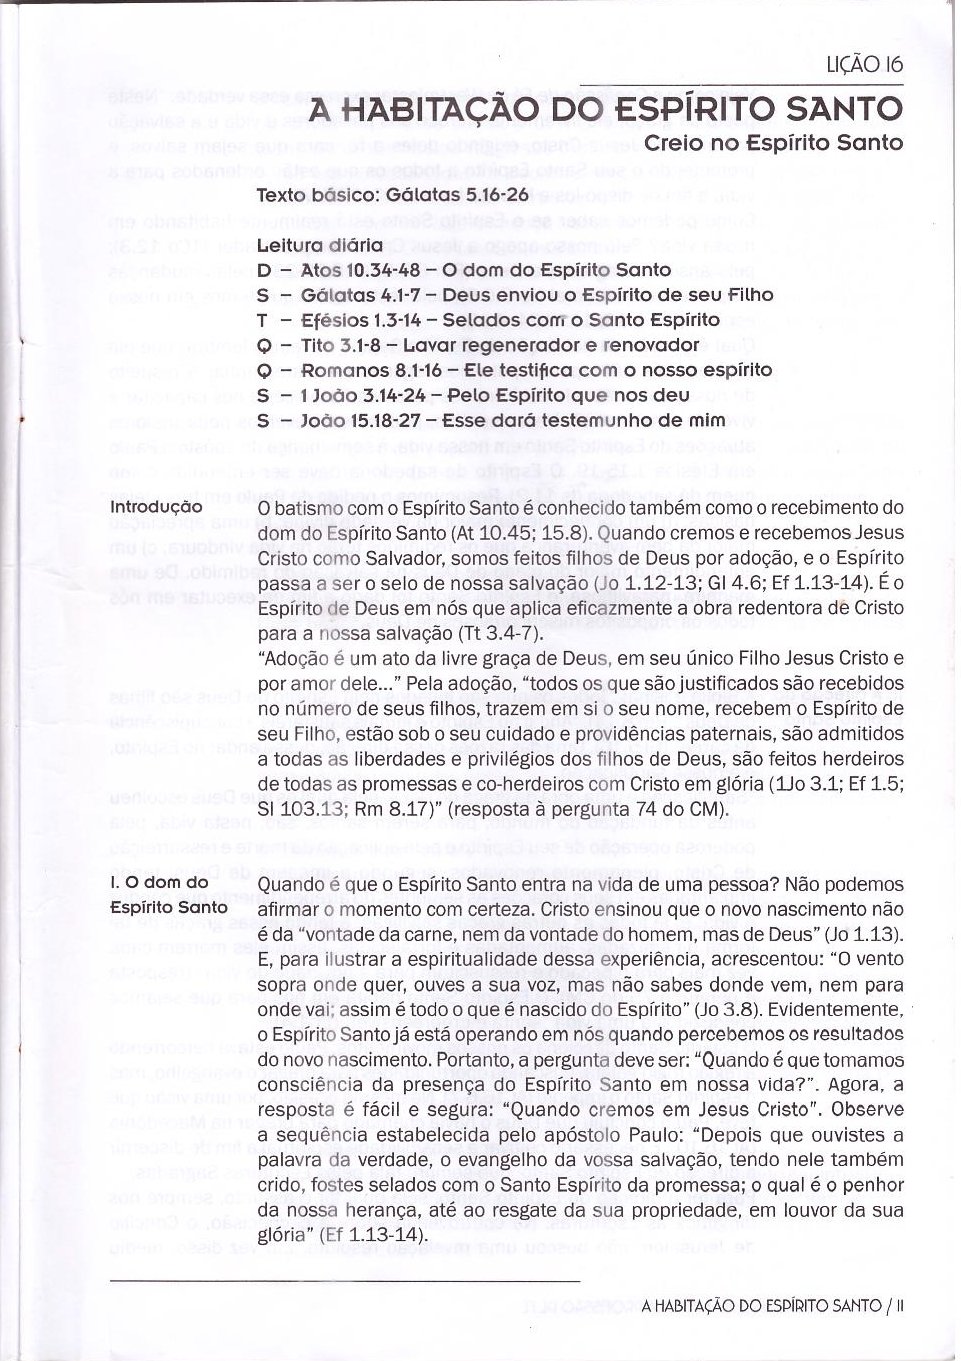 LIÇÃO 16
A HABITAÇÃO DO ESPÍRITO SANTO
Creio no Espírito Santo
Texto básico: Gálatas 5.16-26
Leitura diária
D – Atos 10.34-48 – O dom do Espírito Santo
S – Gálatas 4.1-7 – Deus enviou o Espírito de seu Filho
T – Efésios 1.3-14 – Selados com o Santo Espírito
Q – Tito 3.1-8 – Lavar regenerador e renovador
Q – Romanos 8.1-16 – Ele testifica com o nosso espírito
S – 1 João 3.14-24 – Pelo Espírito que nos deu
S – João 15.18-27 – Esse dará testemunho de mim
Introdução
O batismo com o Espírito Santo é conhecido também como o recebimento do
dom do Espírito Santo (At 10.45; 15.8). Quando cremos e recebemos Jesus
Cristo como Salvador, somos feitos filhos de Deus por adoção, e o Espírito
passa a ser o selo de nossa salvação (Jo 1.12-13; Gl 4.6; Ef 1.13-14). É o
Espírito de Deus em nós que aplica eficazmente a obra redentora de Cristo
para a nossa salvação (Tt 3.4-7).
“Adoção é um ato da livre graça de Deus, em seu único Filho Jesus Cristo e
por amor dele...” Pela adoção, “todos os que são justificados são recebidos
no número de seus filhos, trazem em si o seu nome, recebem o Espírito de
seu Filho, estão sob o seu cuidado e providências paternais, são admitidos
a todas as liberdades e privilégios dos filhos de Deus, são feitos herdeiros
de todas as promessas e co-herdeiros com Cristo em glória (1Jo 3.1; Ef 1.5;
Sl 103.13; Rm 8.17)” (resposta à pergunta 74 do CM).
I. O dom do
Espírito Santo
Quando é que o Espírito Santo entra na vida de uma pessoa? Não podemos
afirmar o momento com certeza. Cristo ensinou que o novo nascimento não
é da “vontade da carne, nem da vontade do homem, mas de Deus” (Jo 1.13).
E, para ilustrar a espiritualidade dessa experiência, acrescentou: “O vento
sopra onde quer, ouves a sua voz, mas não sabes donde vem, nem para
onde vai; assim é todo o que é nascido do Espírito” (Jo 3.8). Evidentemente,
o Espírito Santo já está operando em nós quando percebemos os resultados
do novo nascimento. Portanto, a pergunta deve ser: “Quando é que tomamos
consciência da presença do Espírito Santo em nossa vida?”. Agora, a
resposta é fácil e segura: “Quando cremos em Jesus Cristo”. Observe
a sequência estabelecida pelo apóstolo Paulo: “Depois que ouvistes a
palavra da verdade, o evangelho da vossa salvação, tendo nele também
crido, fostes selados com o Santo Espírito da promessa; o qual é o penhor
da nossa herança, até ao resgate da sua propriedade, em louvor da sua
glória” (Ef 1.13-14).
A HABITAÇÃO DO ESPÍRITO SANTO / 11